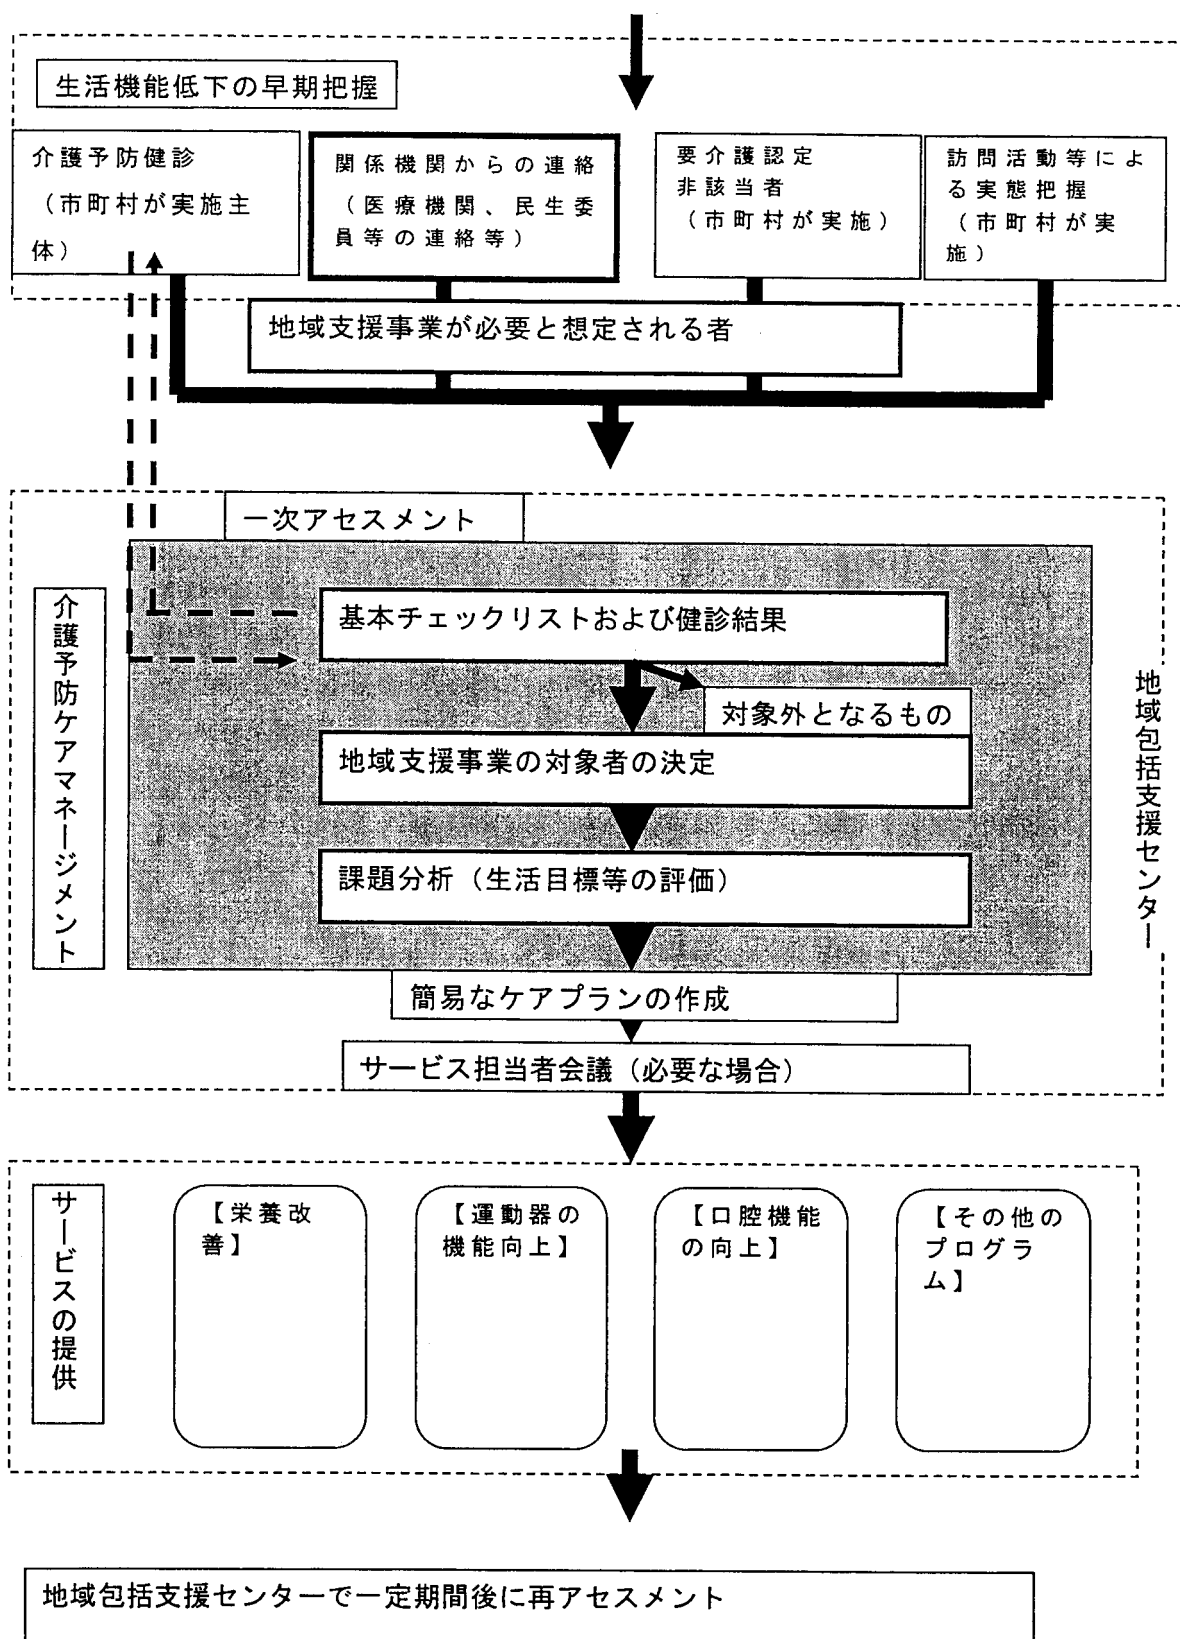 生活機能低下の早期把握
介護予防健診
（市町村が実施主
体）
関係機関からの連絡
（医療機関、民生委
員等の連絡等）
要介護認定
非該当者
（市町村が実施）
訪問活動等によ
る実態把握
（市町村が実
施）
地域支援事業が必要と想定される者
一次アセスメント
介護予防ケアマネージメント
基本チェックリストおよび健診結果
対象外となるもの
地域支援事業の対象者の決定
課題分析（生活目標等の評価）
地域包括支援センター
簡易なケアプランの作成
サービス担当者会議（必要な場合）
サービスの提供
【栄養改
善】
【運動器の
機能向上】
【口腔機能
の向上】
【その他の
プログラ
ム】
地域包括支援センターで一定期間後に再アセスメント